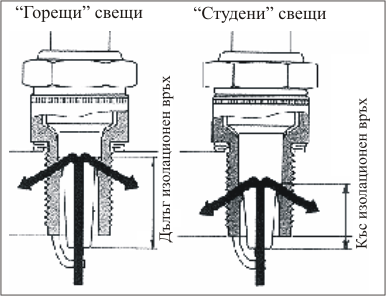 “Горещи” свещи
“Студени” свещи
Дълъг изолационен връх
Къс изолационен връх